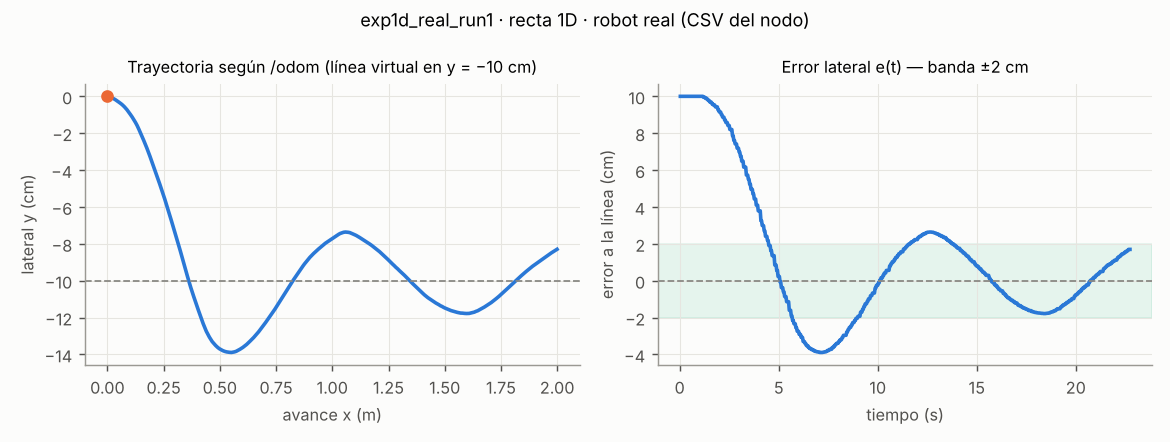 exp1d_real_run1 · recta 1D · robot real (CSV del nodo)
Trayectoria según /odom (línea virtual en y = −10 cm)
lateral y (cm)
0
−2
−4
−6
−8
−10
−12
−14
0.00 0.25 0.50 0.75 1.00 1.25 1.50 1.75 2.00
avance x (m)
Error lateral e(t) — banda ±2 cm
error a la línea (cm)
10
8
6
4
2
0
−2
−4
0 5 10 15 20
tiempo (s)